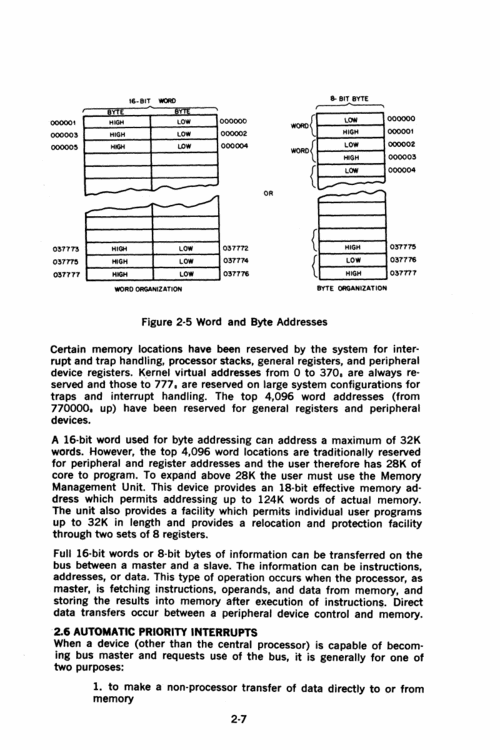 16-BIT WORD
8- BIT BYTE
BYTE BYTE
000001 HIGH LOW 000000
000003 HIGH LOW 000002
000005 HIGH LOW 000004
WORD LOW 000000
HIGH 000001
WORD LOW 000002
HIGH 000003
LOW 000004
OR
037773 HIGH LOW 037772
037775 HIGH LOW 037774
037777 HIGH LOW 037776
HIGH 037775
LOW 037776
HIGH 037777
WORD ORGANIZATION
BYTE ORGANIZATION
Figure 2-5 Word and Byte Addresses
Certain memory locations have been reserved by the system for inter-
rupt and trap handling, processor stacks, general registers, and peripheral
device registers. Kernel virtual addresses from 0 to 370₈ are always re-
served and those to 777₈ are reserved on large system configurations for
traps and interrupt handling. The top 4,096 word addresses (from
770000₈ up) have been reserved for general registers and peripheral
devices.
A 16-bit word used for byte addressing can address a maximum of 32K
words. However, the top 4,096 word locations are traditionally reserved
for peripheral and register addresses and the user therefore has 28K of
core to program. To expand above 28K the user must use the Memory
Management Unit. This device provides an 18-bit effective memory ad-
dress which permits addressing up to 124K words of actual memory.
The unit also provides a facility which permits individual user programs
up to 32K in length and provides a relocation and protection facility
through two sets of 8 registers.
Full 16-bit words or 8-bit bytes of information can be transferred on the
bus between a master and a slave. The information can be instructions,
addresses, or data. This type of operation occurs when the processor, as
master, is fetching instructions, operands, and data from memory, and
storing the results into memory after execution of instructions. Direct
data transfers occur between a peripheral device control and memory.
2.6 AUTOMATIC PRIORITY INTERRUPTS
When a device (other than the central processor) is capable of becom-
ing bus master and requests use of the bus, it is generally for one of
two purposes:
1. to make a non-processor transfer of data directly to or from
memory
2-7